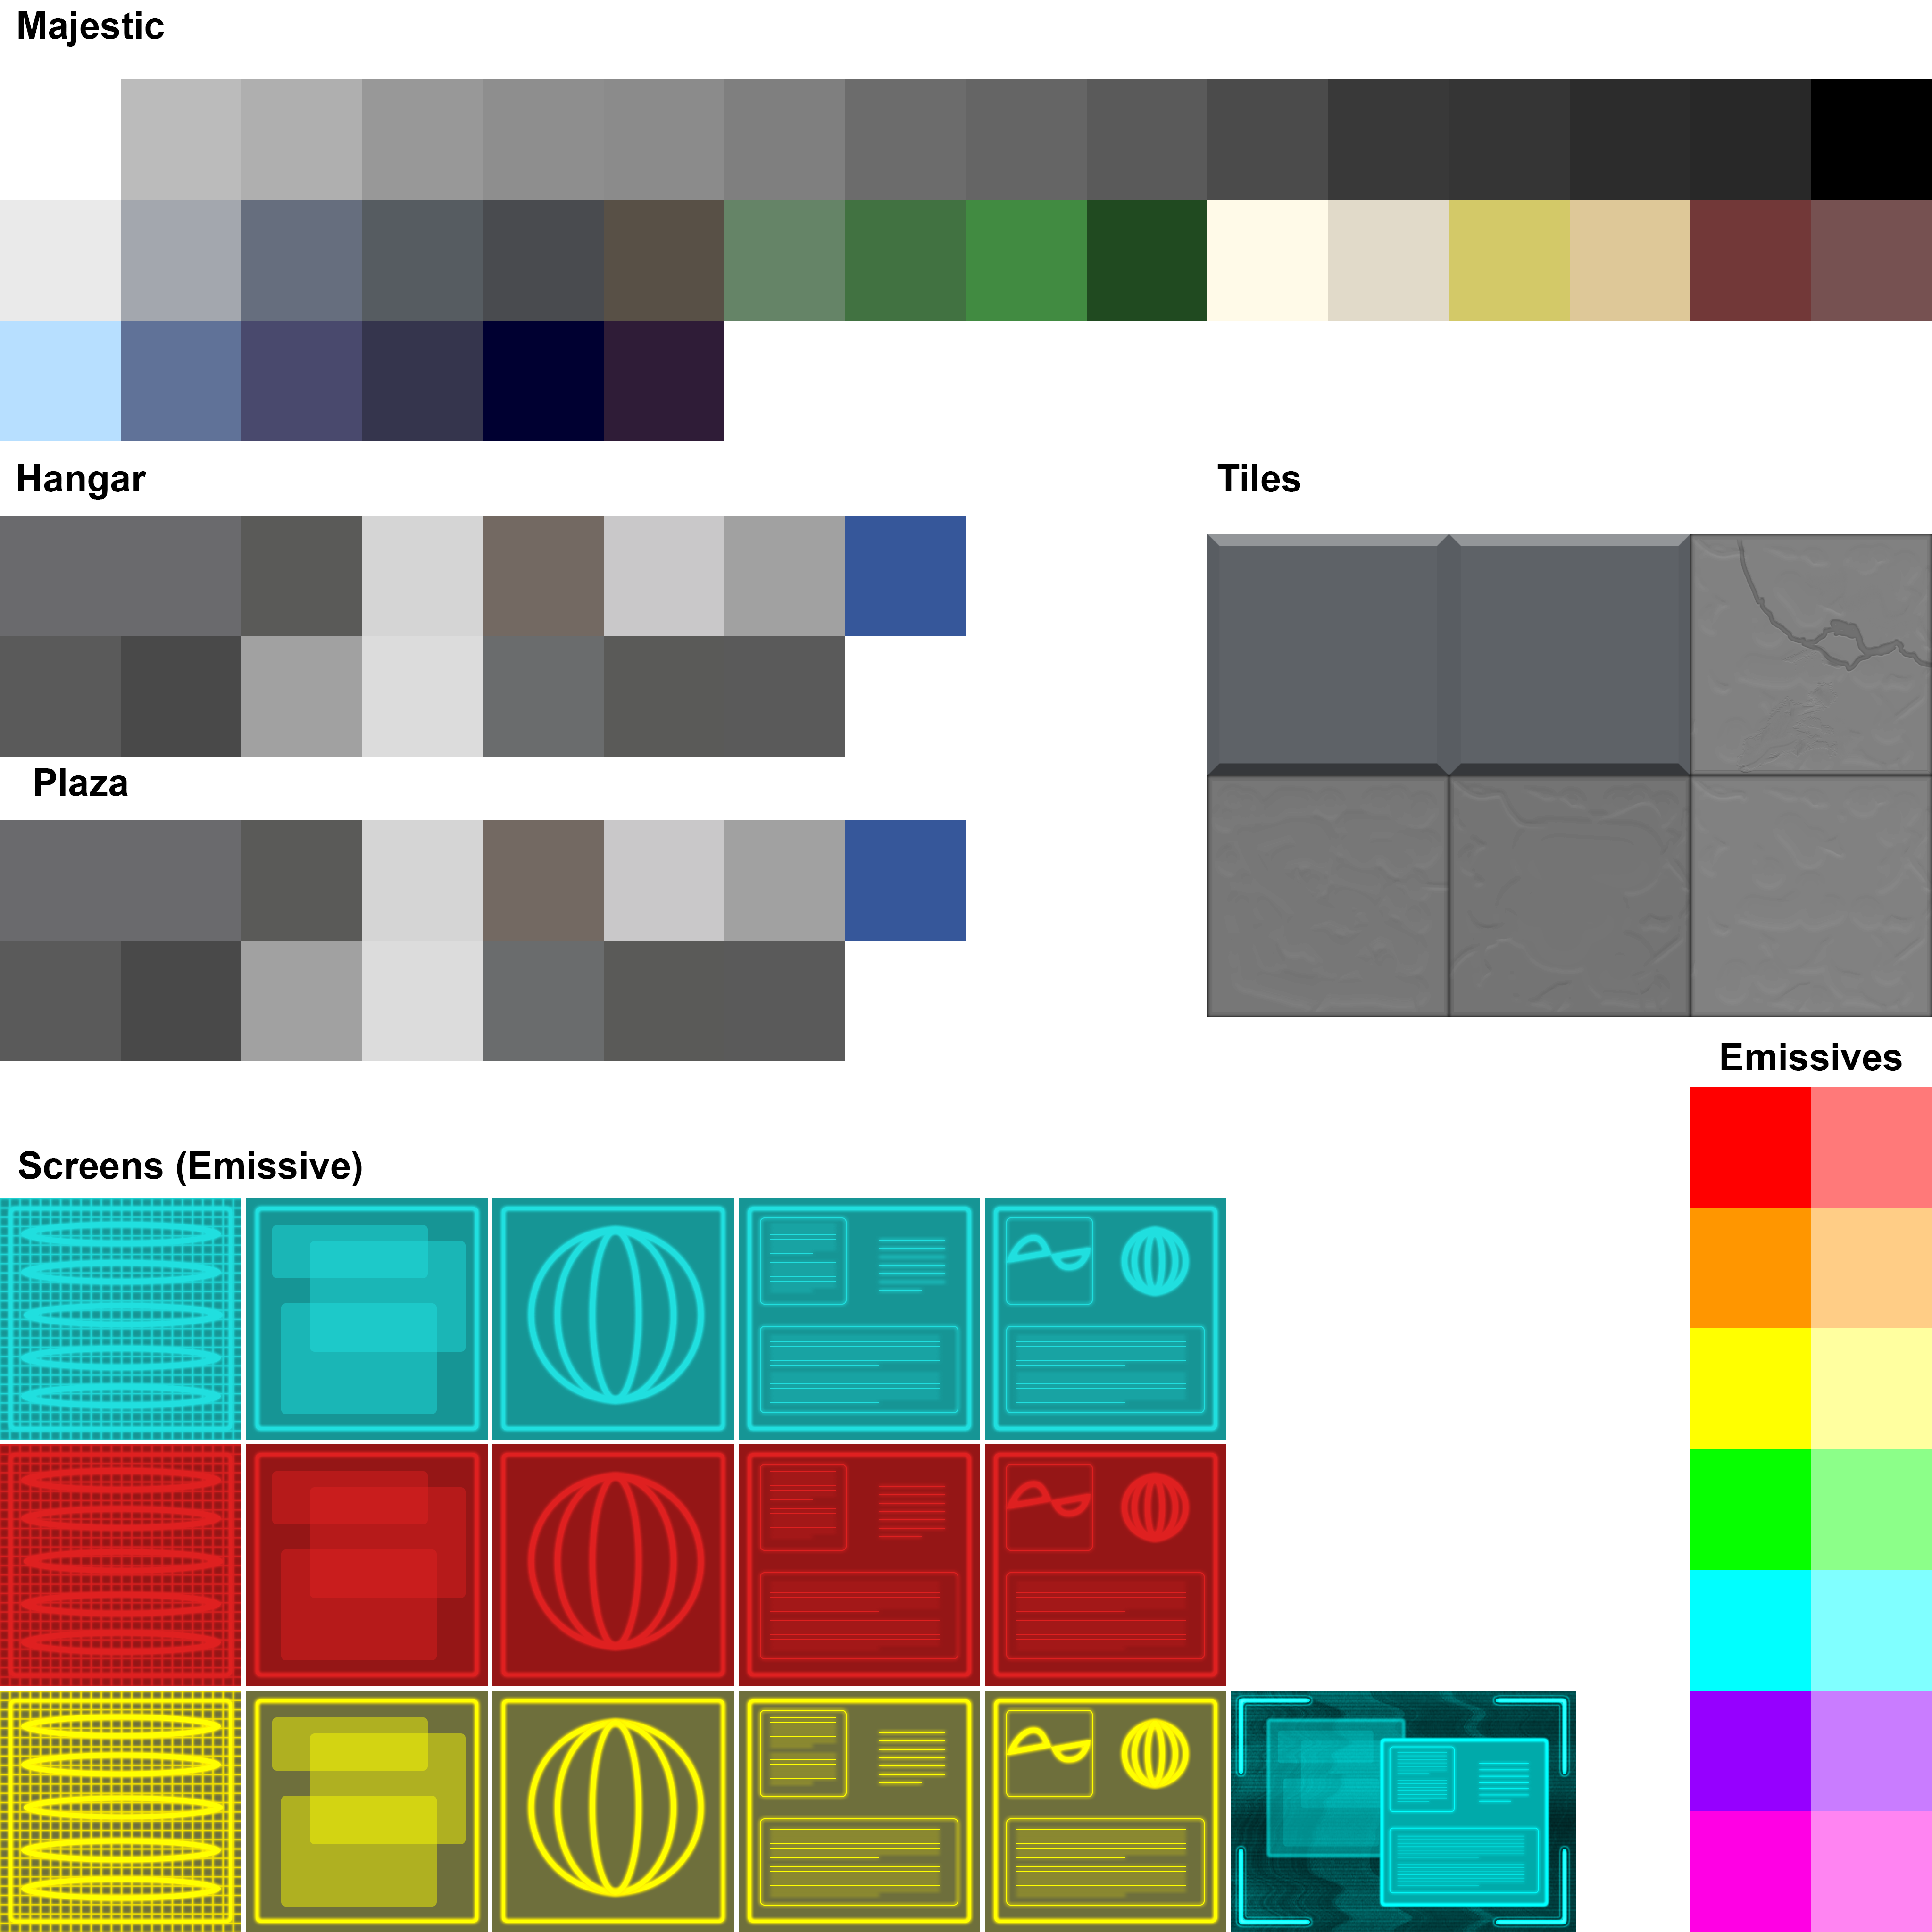 Majestic
Hangar
Tiles
Plaza
Emissives
Screens (Emissive)